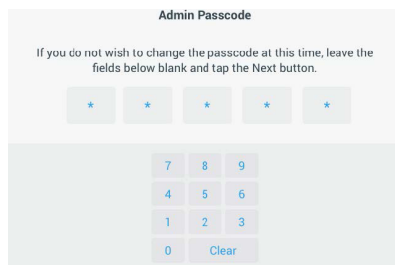 Admin Passcode
If you do not wish to change the passcode at this time, leave the
fields below blank and tap the Next button.
* * * * *
7 8 9
4 5 6
1 2 3
0 Clear